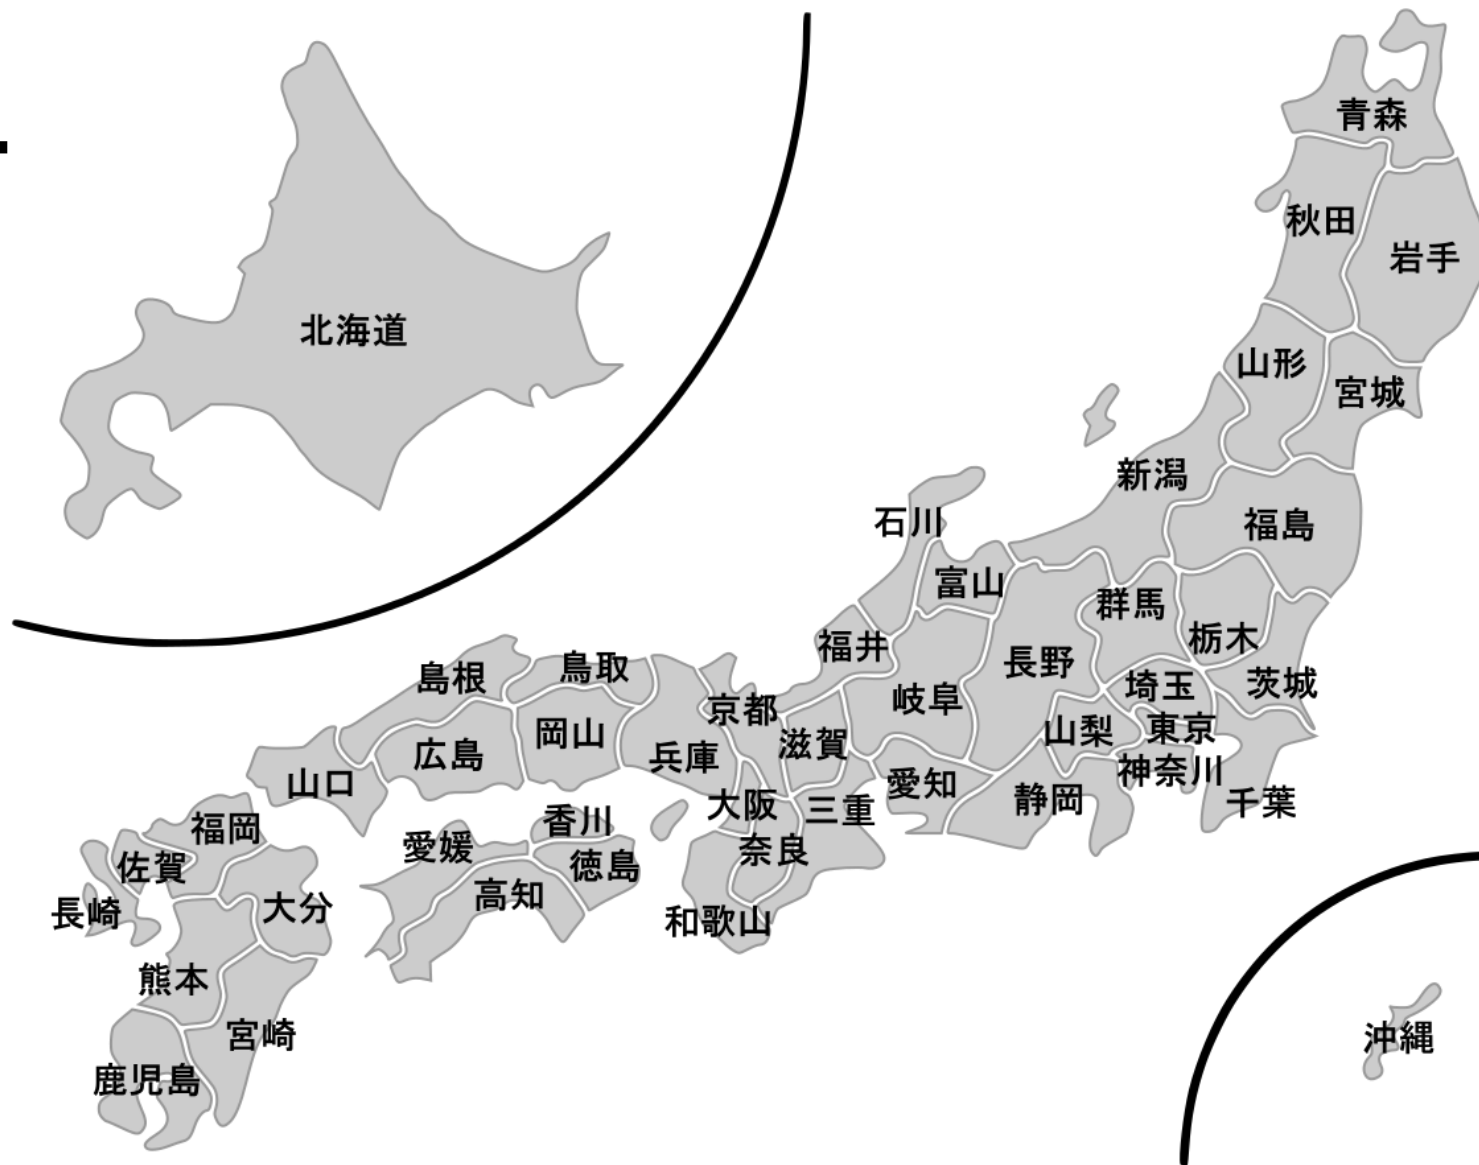 北海道
青森
秋田
岩手
山形
宮城
新潟
福島
石川
富山
群馬
栃木
福井
長野
茨城
岐阜
埼玉
山梨
東京
神奈川
千葉
静岡
愛知
島根
鳥取
京都
滋賀
岡山
広島
兵庫
山口
大阪
三重
奈良
和歌山
香川
愛媛
徳島
高知
福岡
佐賀
長崎
大分
熊本
宮崎
鹿児島
沖縄